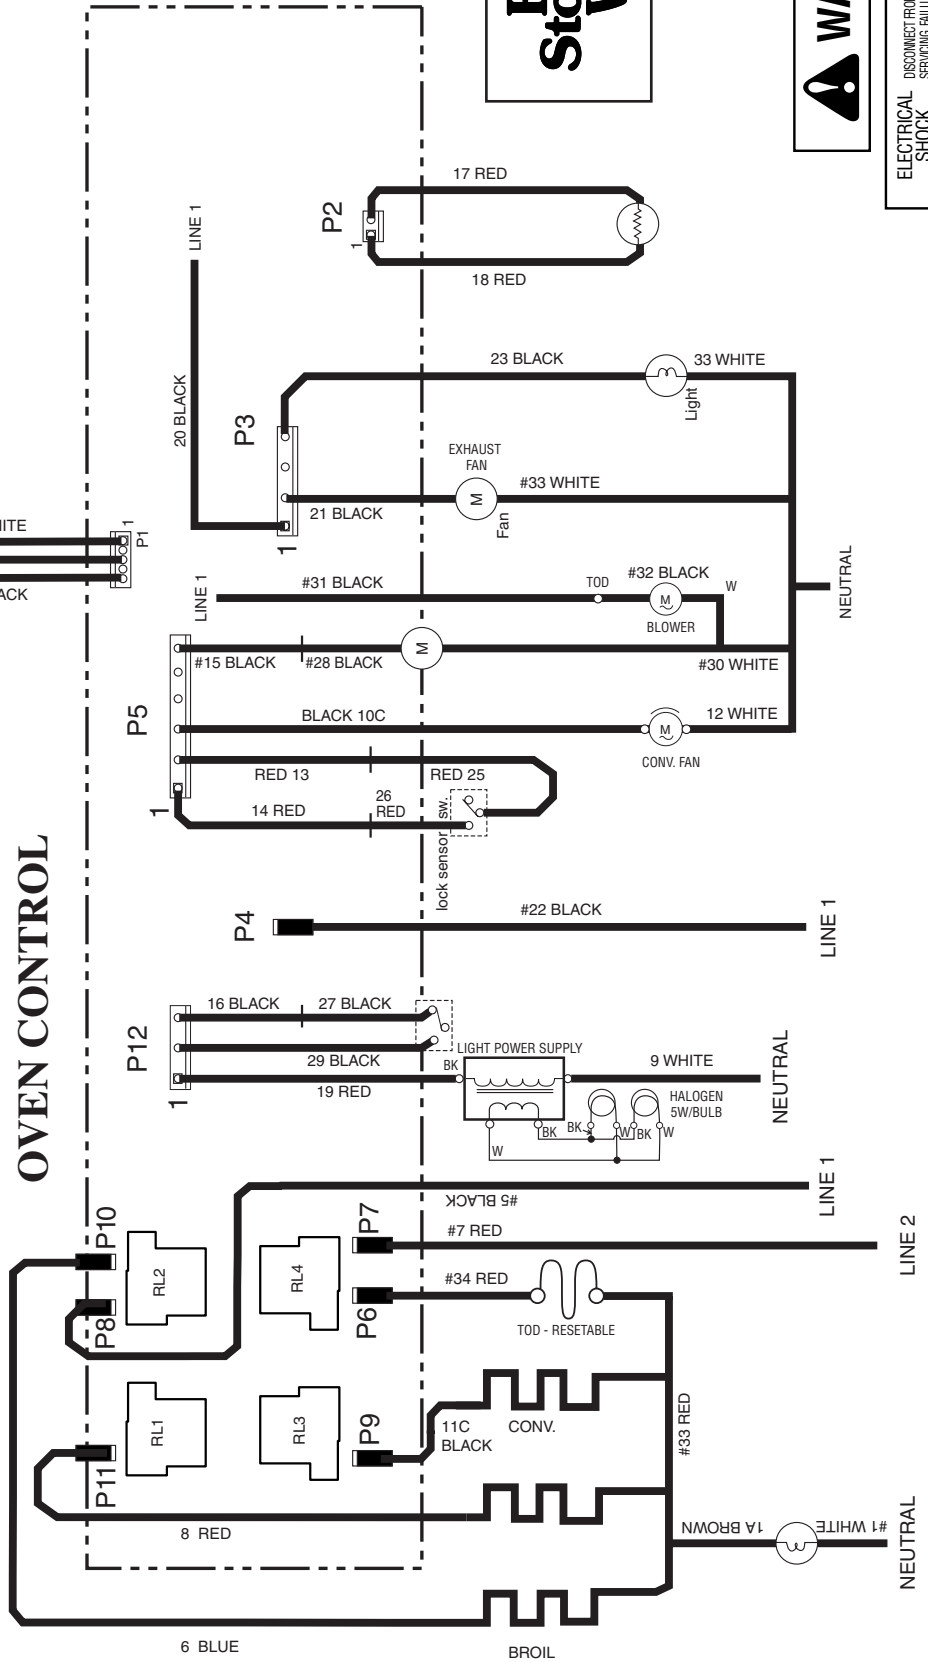 ELECTRICAL
SHOCK
DISCONNECT
17 RED
P2
1
18 RED
LINE 1
20 BLACK
23 BLACK
33 WHITE
Light
P3
EXHAUST
FAN
M
Fan
#33 WHITE
21 BLACK
1
1
P1
LINE 1
#31 BLACK
TOD
#32 BLACK
M
W
BLOWER
NEUTRAL
#15 BLACK
#28 BLACK
M
#30 WHITE
P5
BLACK 10C
M
12 WHITE
CONV. FAN
RED 13
RED 25
1
14 RED
26
RED
lock sensor sw.
OVEN CONTROL
P4
#22 BLACK
LINE 1
P12
16 BLACK
27 BLACK
29 BLACK
LIGHT POWER SUPPLY
BK
9 WHITE
19 RED
1
NEUTRAL
HALOGEN
5W/BULB
BK
BK
W
BK
W
W
#5 BLACK
LINE 1
P10
P7
#7 RED
LINE 2
RL2
RL4
#34 RED
P8
P6
TOD - RESETABLE
RL1
RL3
P9
11C
BLACK
CONV.
#33 RED
P11
8 RED
1A BROWN
#1 WHITE
NEUTRAL
6 BLUE
BROIL